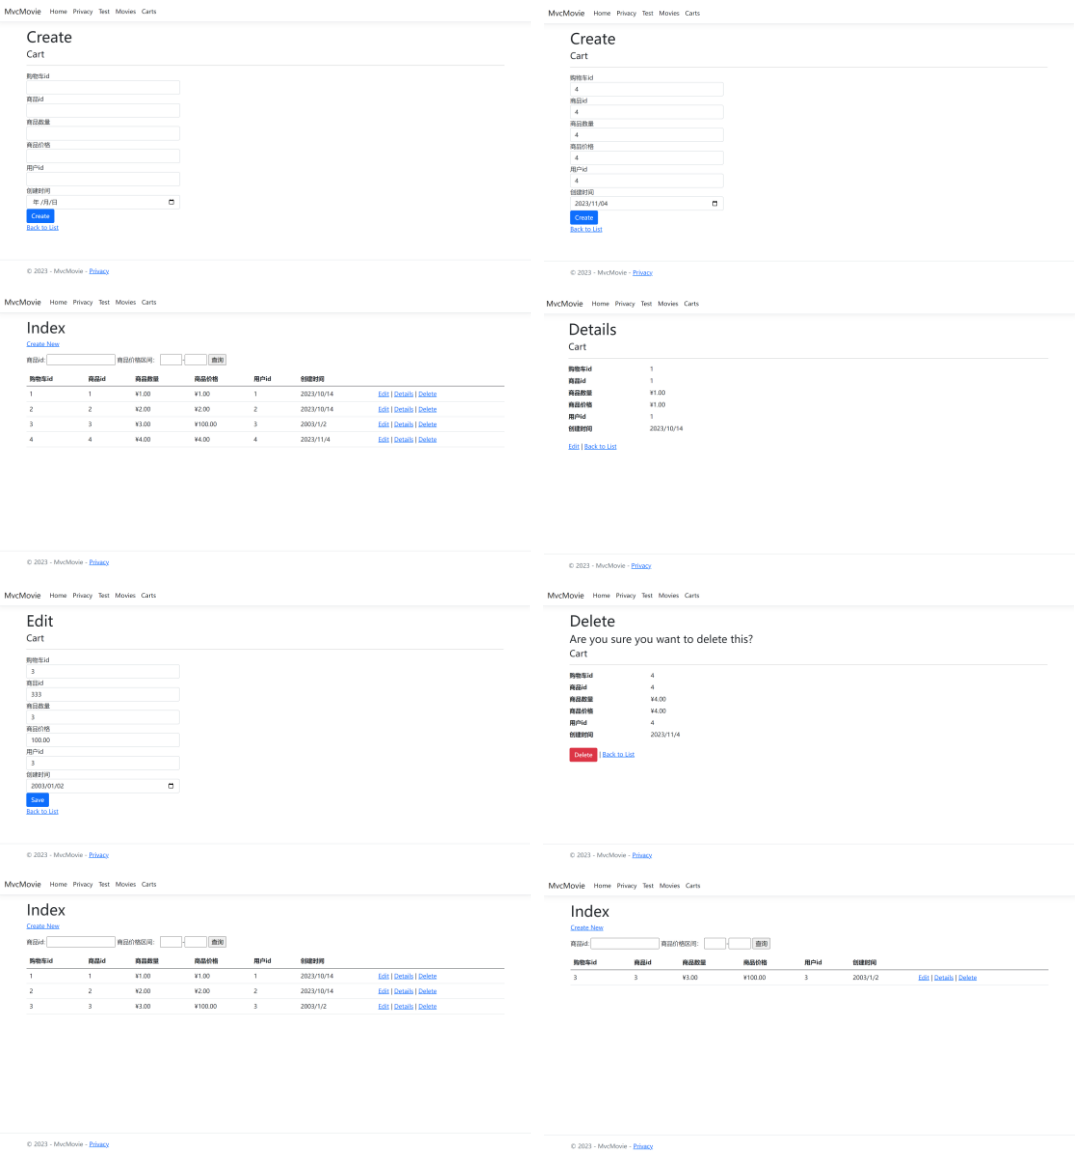 MvcMovie Home Privacy Test Movies Carts
Create
Cart
购物车id
商品id
商品数量
商品价格
用户id
创建时间
年 /月/日
Create
Back to List
© 2023 - MvcMovie - Privacy
MvcMovie Home Privacy Test Movies Carts
Create
Cart
购物车id
4
商品id
4
商品数量
4
商品价格
4
用户id
4
创建时间
2023/11/04
Create
Back to List
© 2023 - MvcMovie - Privacy
MvcMovie Home Privacy Test Movies Carts
Index
Create New
商品id: 商品价格区间: - 查询
购物车id 商品id 商品数量 商品价格 用户id 创建时间
1 1 ¥1.00 ¥1.00 1 2023/10/14 Edit | Details | Delete
2 2 ¥2.00 ¥2.00 2 2023/10/14 Edit | Details | Delete
3 3 ¥3.00 ¥100.00 3 2003/1/2 Edit | Details | Delete
4 4 ¥4.00 ¥4.00 4 2023/11/4 Edit | Details | Delete
© 2023 - MvcMovie - Privacy
MvcMovie Home Privacy Test Movies Carts
Details
Cart
购物车id 1
商品id 1
商品数量 ¥1.00
商品价格 ¥1.00
用户id 1
创建时间 2023/10/14
Edit | Back to List
© 2023 - MvcMovie - Privacy
MvcMovie Home Privacy Test Movies Carts
Edit
Cart
购物车id
3
商品id
333
商品数量
3
商品价格
100.00
用户id
3
创建时间
2003/01/02
Save
Back to List
© 2023 - MvcMovie - Privacy
MvcMovie Home Privacy Test Movies Carts
Delete
Are you sure you want to delete this?
Cart
购物车id 4
商品id 4
商品数量 ¥4.00
商品价格 ¥4.00
用户id 4
创建时间 2023/11/4
Delete | Back to List
© 2023 - MvcMovie - Privacy
MvcMovie Home Privacy Test Movies Carts
Index
Create New
商品id: 商品价格区间: - 查询
购物车id 商品id 商品数量 商品价格 用户id 创建时间
1 1 ¥1.00 ¥1.00 1 2023/10/14 Edit | Details | Delete
2 2 ¥2.00 ¥2.00 2 2023/10/14 Edit | Details | Delete
3 3 ¥3.00 ¥100.00 3 2003/1/2 Edit | Details | Delete
© 2023 - MvcMovie - Privacy
MvcMovie Home Privacy Test Movies Carts
Index
Create New
商品id: 商品价格区间: - 查询
购物车id 商品id 商品数量 商品价格 用户id 创建时间
3 3 ¥3.00 ¥100.00 3 2003/1/2 Edit | Details | Delete
© 2023 - MvcMovie - Privacy